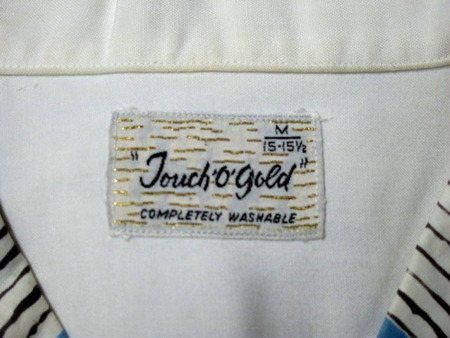 M
15-15½
"Touch'O'Gold"
COMPLETELY WASHABLE